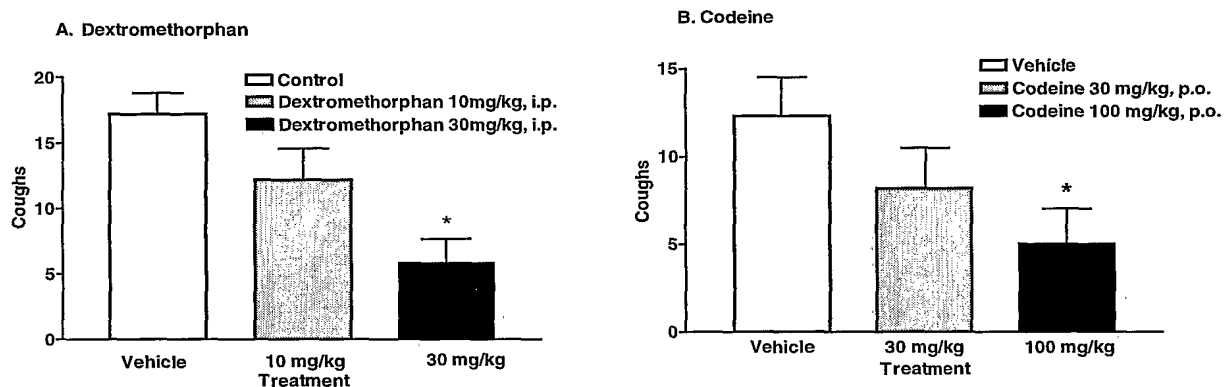 A. Dextromethorphan
20
15
10
5
0
Coughs
Control
Dextromethorphan 10mg/kg, i.p.
Dextromethorphan 30mg/kg, i.p.
*
Vehicle
10 mg/kg
30 mg/kg
Treatment
B. Codeine
15
10
5
0
Coughs
Vehicle
Codeine 30 mg/kg, p.o.
Codeine 100 mg/kg, p.o.
*
Vehicle
30 mg/kg
100 mg/kg
Treatment